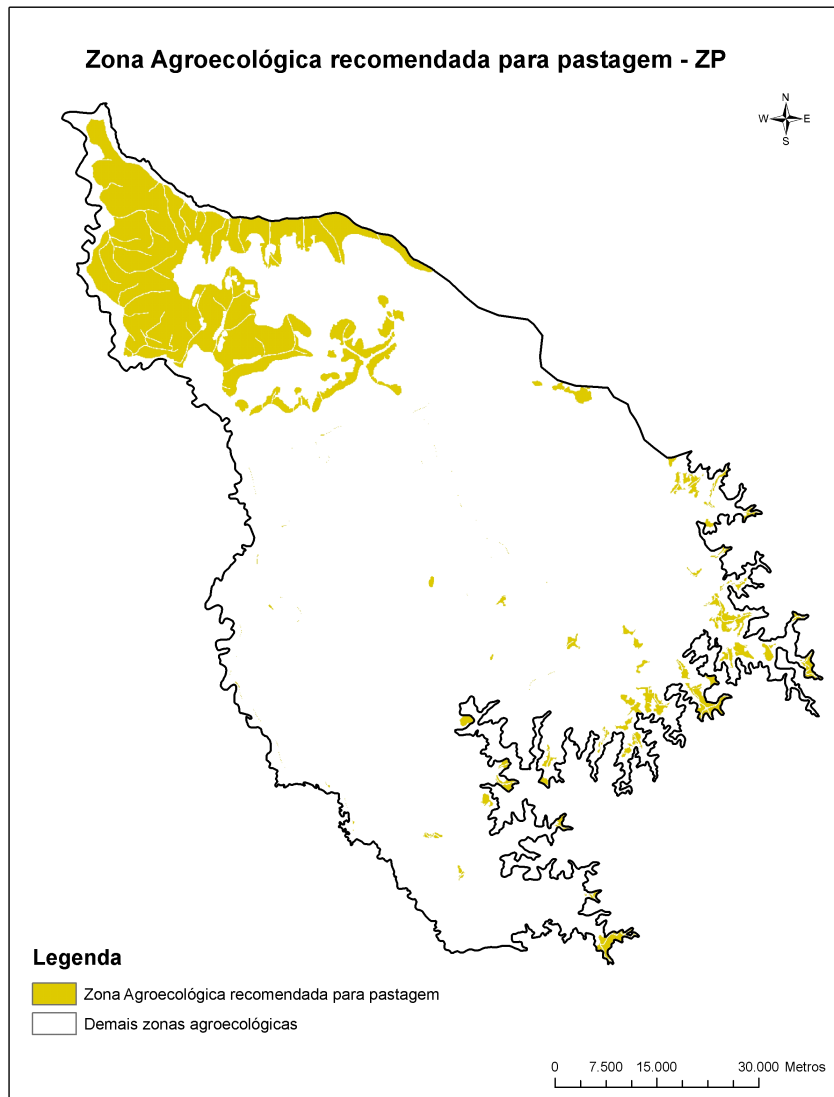 Zona Agroecológica recomendada para pastagem - ZP
N
W E
S
Legenda
Zona Agroecológica recomendada para pastagem
Demais zonas agroecológicas
0 7.500 15.000 30.000 Metros